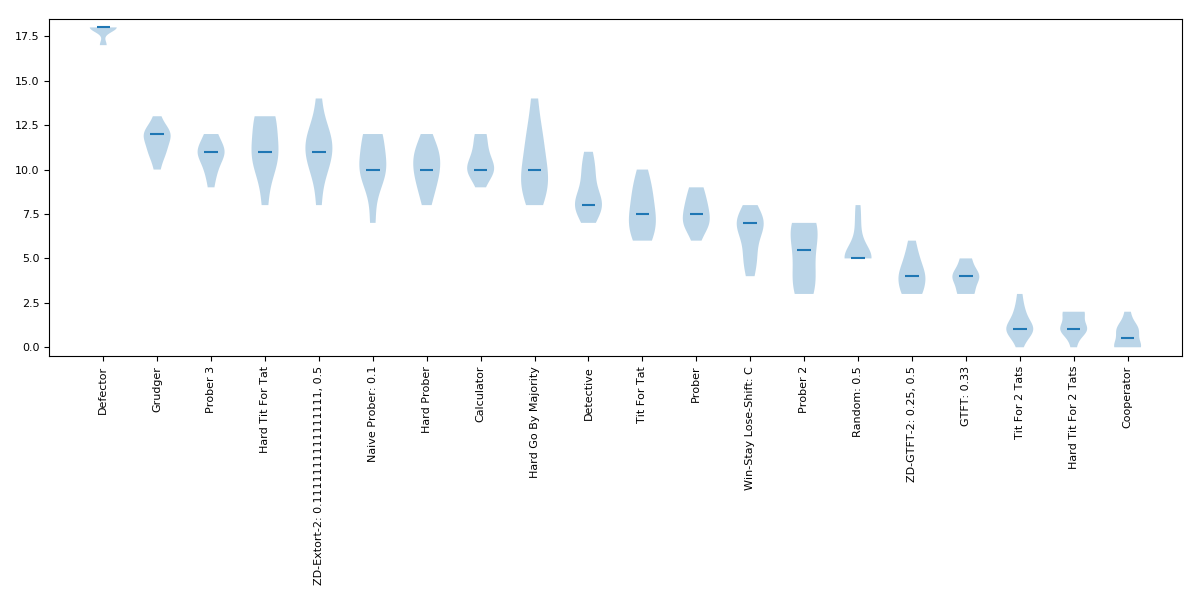 17.5
15.0
12.5
10.0
7.5
5.0
2.5
0.0
Defector
Grudger
Prober 3
Hard Tit For Tat
ZD-Extort-2: 0.1111111111111111, 0.5
Naive Prober: 0.1
Hard Prober
Calculator
Hard Go By Majority
Detective
Tit For Tat
Prober
Win-Stay Lose-Shift: C
Prober 2
Random: 0.5
ZD-GTFT-2: 0.25, 0.5
GTFT: 0.33
Tit For 2 Tats
Hard Tit For 2 Tats
Cooperator